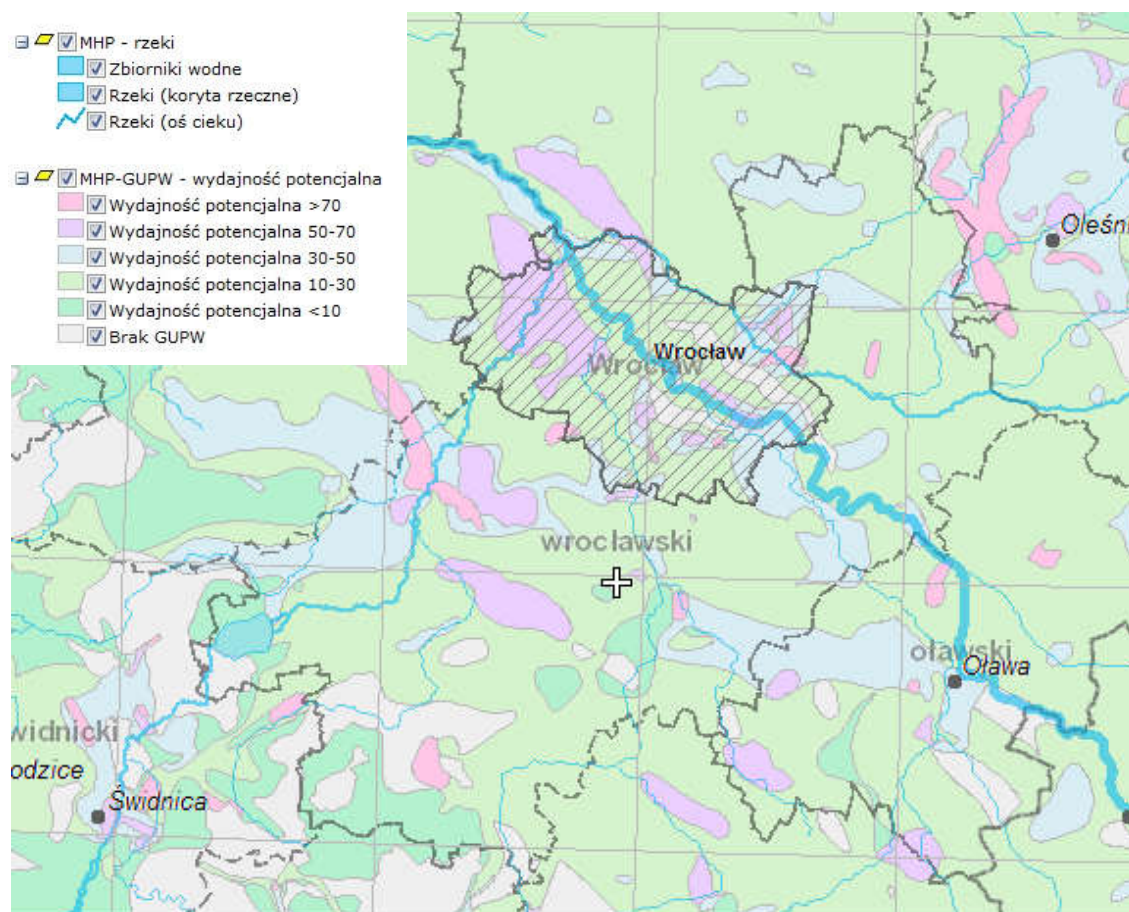 MHP - rzeki
Zbiorniki wodne
Rzeki (koryta rzeczne)
Rzeki (oś cieku)
MHP-GUPW - wydajność potencjalna
Wydajność potencjalna >70
Wydajność potencjalna 50-70
Wydajność potencjalna 30-50
Wydajność potencjalna 10-30
Wydajność potencjalna <10
Brak GUPW
Oleśni
Wrocław
Wrocław
wrocławski
oławski
Oława
widnicki
odzice
Świdnica